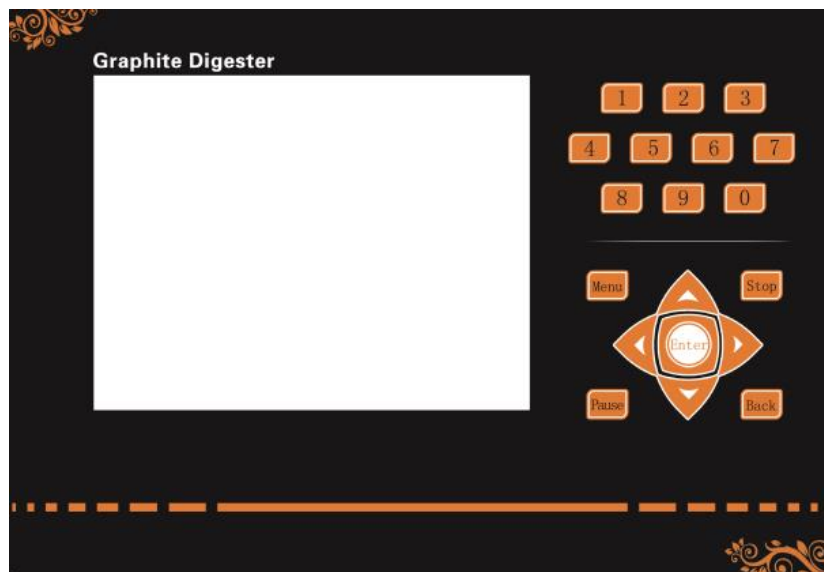 Graphite Digester
1 2 3
4 5 6 7
8 9 0
Menu Stop
Enter
Pause Back